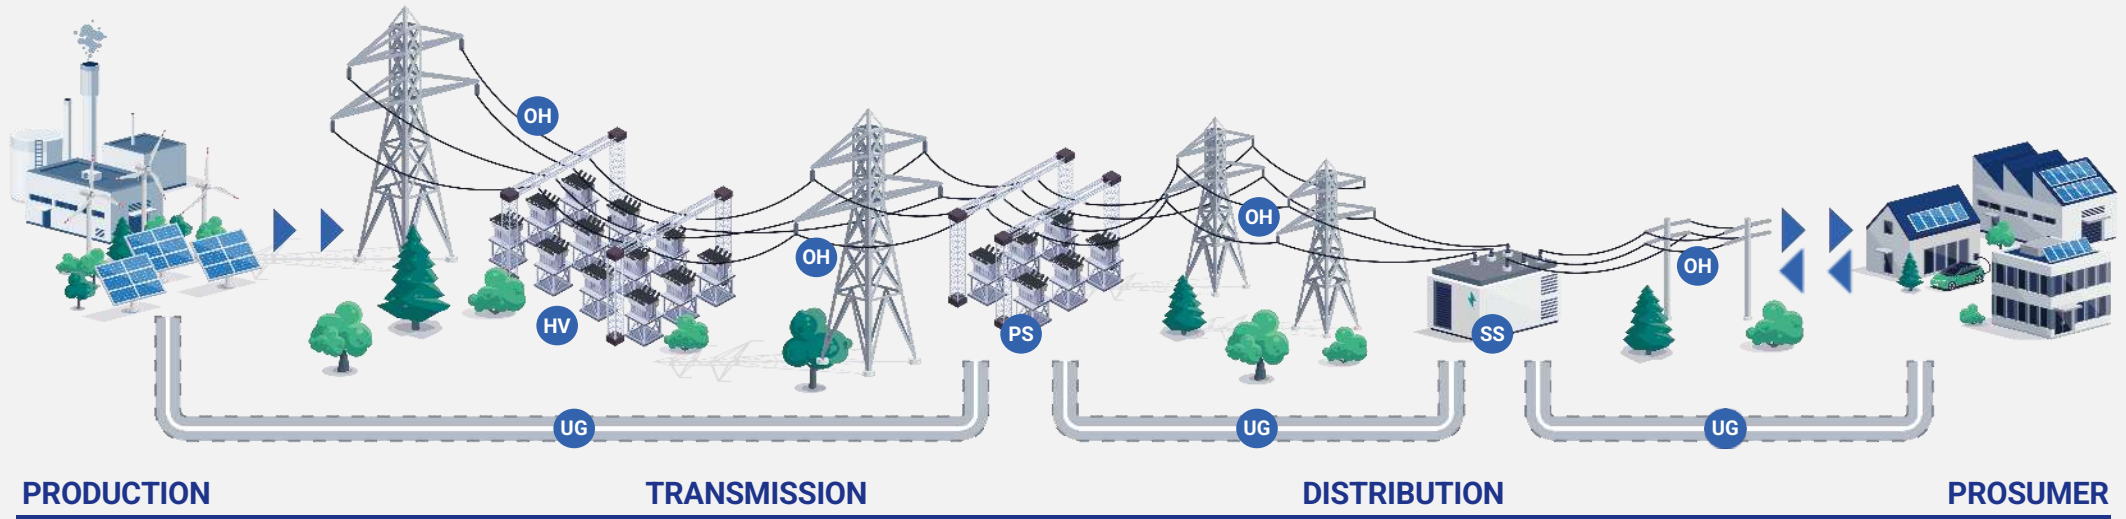 OH
HV
OH
PS
OH
SS
OH
UG
UG
UG
PRODUCTION
TRANSMISSION
DISTRIBUTION
PROSUMER